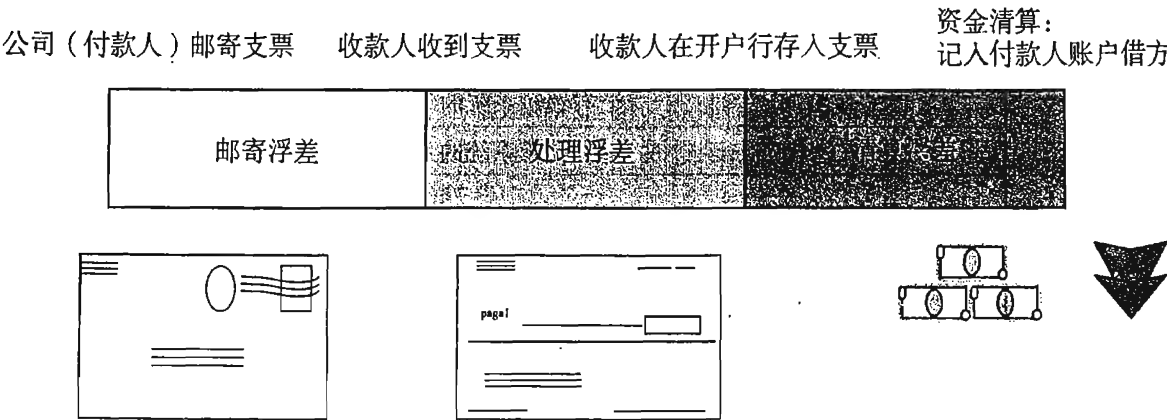 公司（付款人）邮寄支票
收款人收到支票
收款人在开户行存入支票
资金清算：
记入付款人账户借方
邮寄浮差
处理浮差
paga1